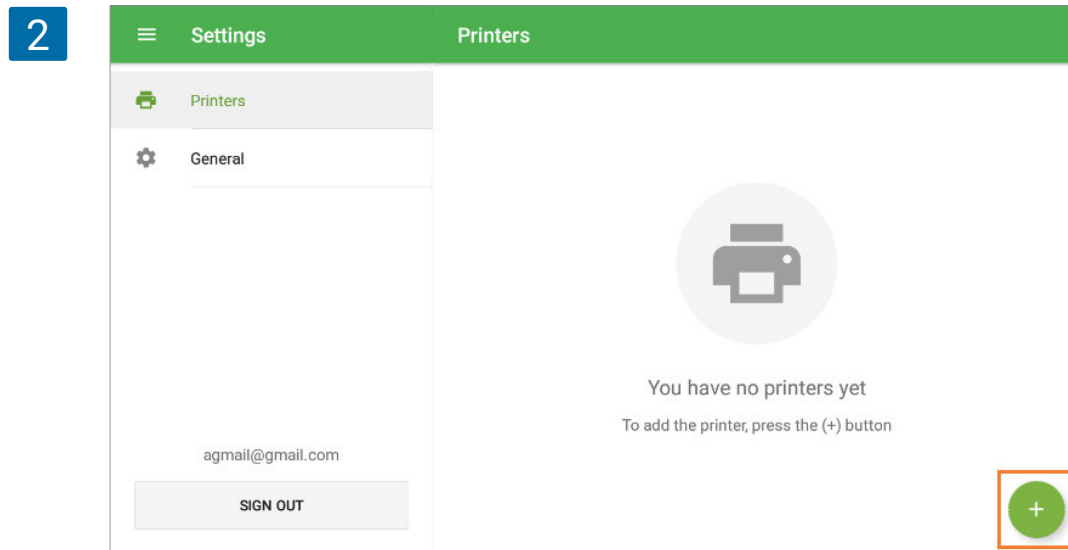 2
Settings
Printers
Printers
General
You have no printers yet
To add the printer, press the (+) button
agmail@gmail.com
SIGN OUT
+